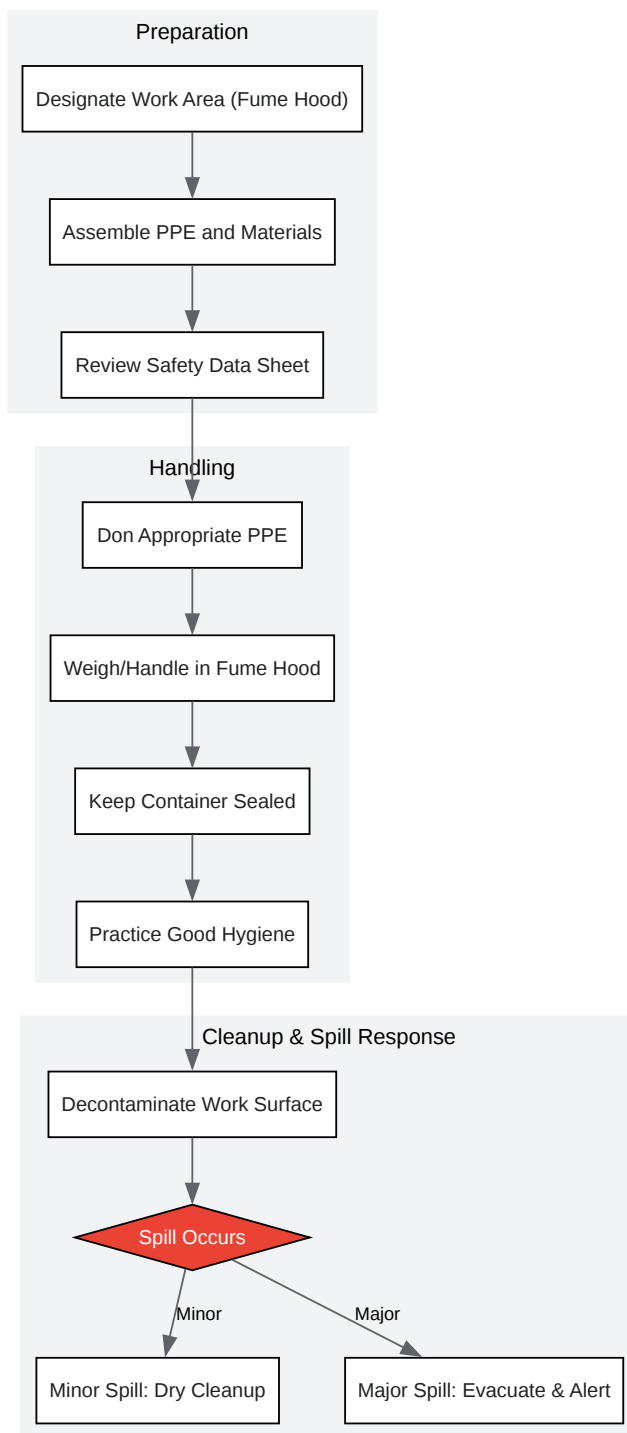 Preparation
Designate Work Area (Fume Hood)
Assemble PPE and Materials
Review Safety Data Sheet
Handling
Don Appropriate PPE
Weigh/Handle in Fume Hood
Keep Container Sealed
Practice Good Hygiene
Cleanup & Spill Response
Decontaminate Work Surface
Spill Occurs
Minor
Major
Minor Spill: Dry Cleanup
Major Spill: Evacuate & Alert